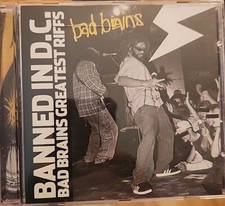 bad brains
BANNED IN D.C.:
BAD BRAINS GREATEST RIFFS